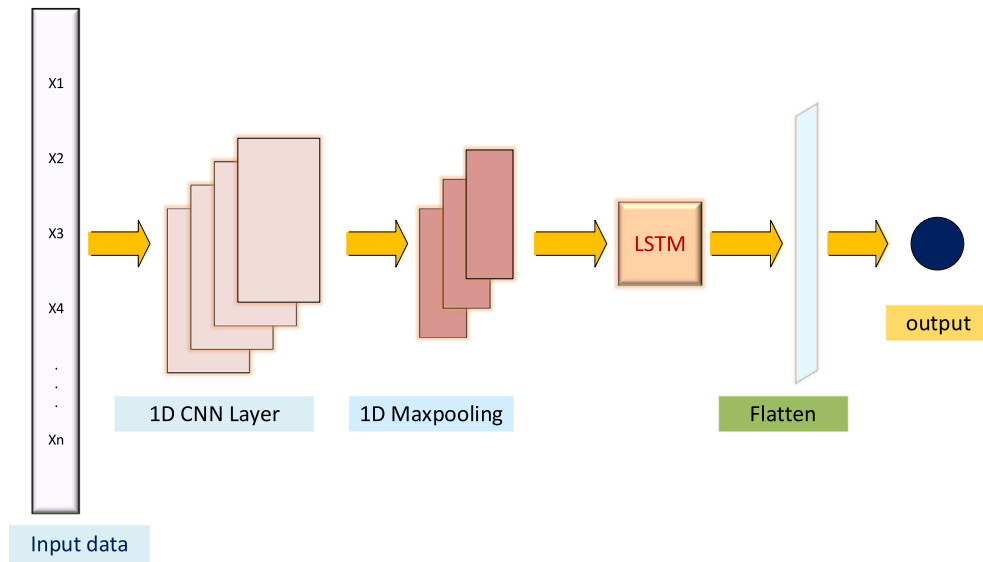 X1
X2
X3
X4
.
.
.
Xn
Input data
1D CNN Layer
1D Maxpooling
LSTM
Flatten
output